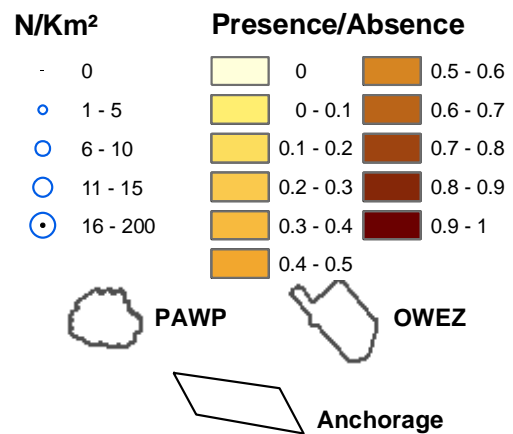 N/Km² Presence/Absence
0 0 0.5 - 0.6
1 - 5 0 - 0.1 0.6 - 0.7
6 - 10 0.1 - 0.2 0.7 - 0.8
11 - 15 0.2 - 0.3 0.8 - 0.9
16 - 200 0.3 - 0.4 0.9 - 1
0.4 - 0.5
PAWP OWEZ
Anchorage